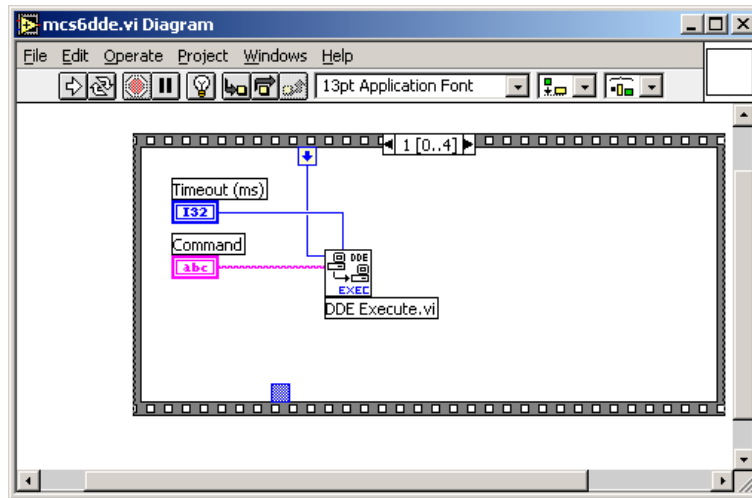 mcs6dde.vi Diagram
File Edit Operate Project Windows Help
13pt Application Font
1 [0..4]
Timeout (ms)
I32
Command
abc
DDE
EXEC
DDE Execute.vi